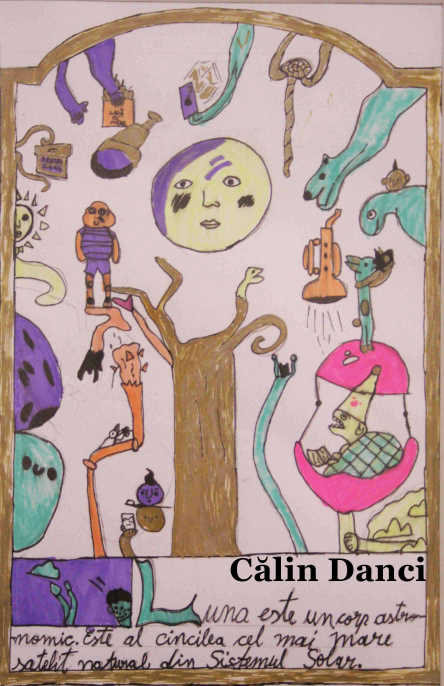 Călin Danci
Luna este un corp astro-
nomic. Este al cincilea cel mai mare
satelit natural din Sistemul Solar.